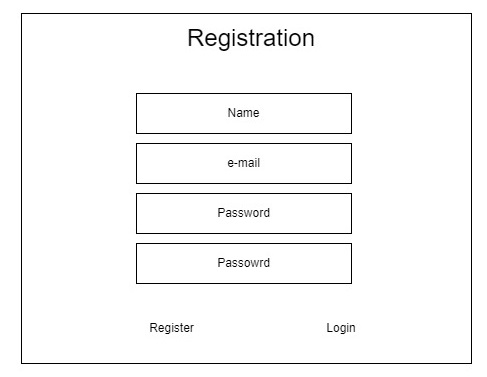 Registration
Name
e-mail
Password
Passowrd
Register Login